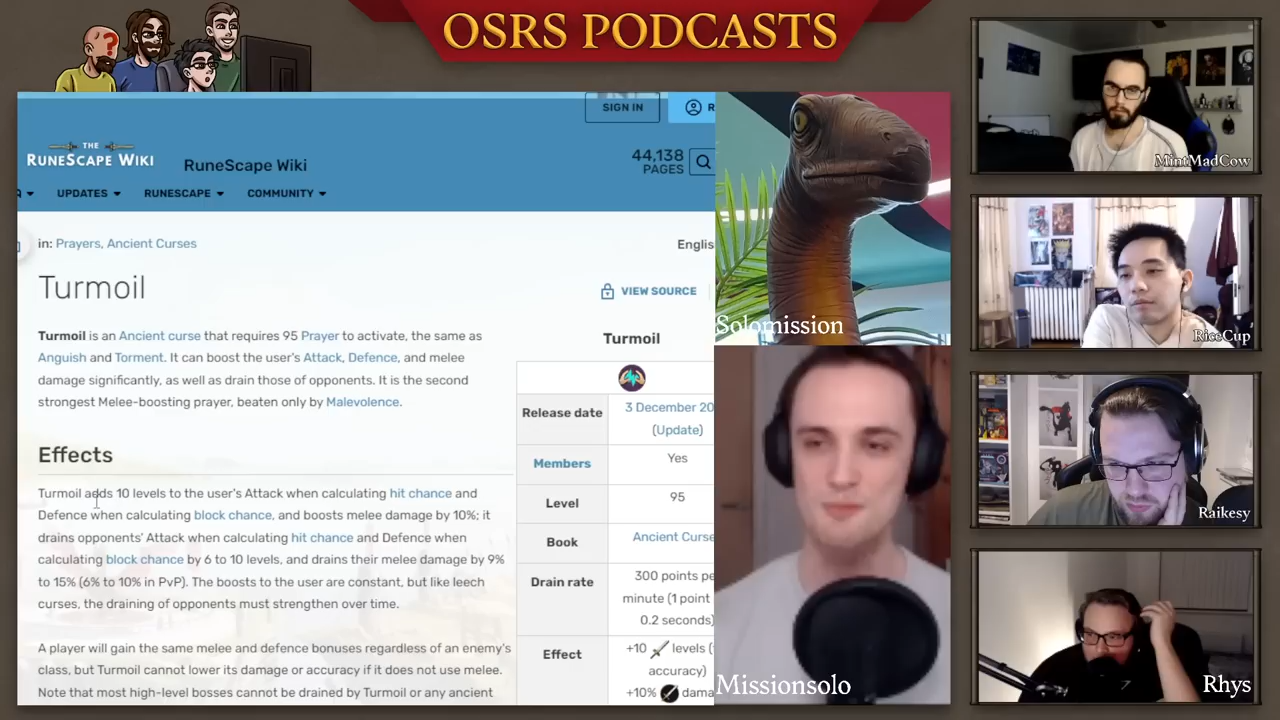 OSRS PODCASTS
SIGN IN
R
THE
RUNESCAPE WIKI
RuneScape Wiki
44,138
PAGES
UPDATES
RUNESCAPE
COMMUNITY
in: Prayers, Ancient Curses
Englis
Turmoil
VIEW SOURCE
Turmoil is an Ancient curse that requires 95 Prayer to activate, the same as
Anguish and Torment. It can boost the user's Attack, Defence, and melee
damage significantly, as well as drain those of opponents. It is the second
strongest Melee-boosting prayer, beaten only by Malevolence.
Effects
Turmoil adds 10 levels to the user's Attack when calculating hit chance and
Defence when calculating block chance, and boosts melee damage by 10%; it
drains opponents' Attack when calculating hit chance and Defence when
calculating block chance by 6 to 10 levels, and drains their melee damage by 9%
to 15% (6% to 10% in PvP). The boosts to the user are constant, but like leech
curses, the draining of opponents must strengthen over time.
A player will gain the same melee and defence bonuses regardless of an enemy's
class, but Turmoil cannot lower its damage or accuracy if it does not use melee.
Note that most high-level bosses cannot be drained by Turmoil or any ancient
Turmoil
Release date 3 December 20
(Update)
Members Yes
Level 95
Book Ancient Curse
Drain rate 300 points pe
minute (1 point
0.2 seconds)
Effect +10 levels (
accuracy)
+10% dama
Solomission
Missionsolo
MintMadCow
RiceCup
Raikesy
Rhys